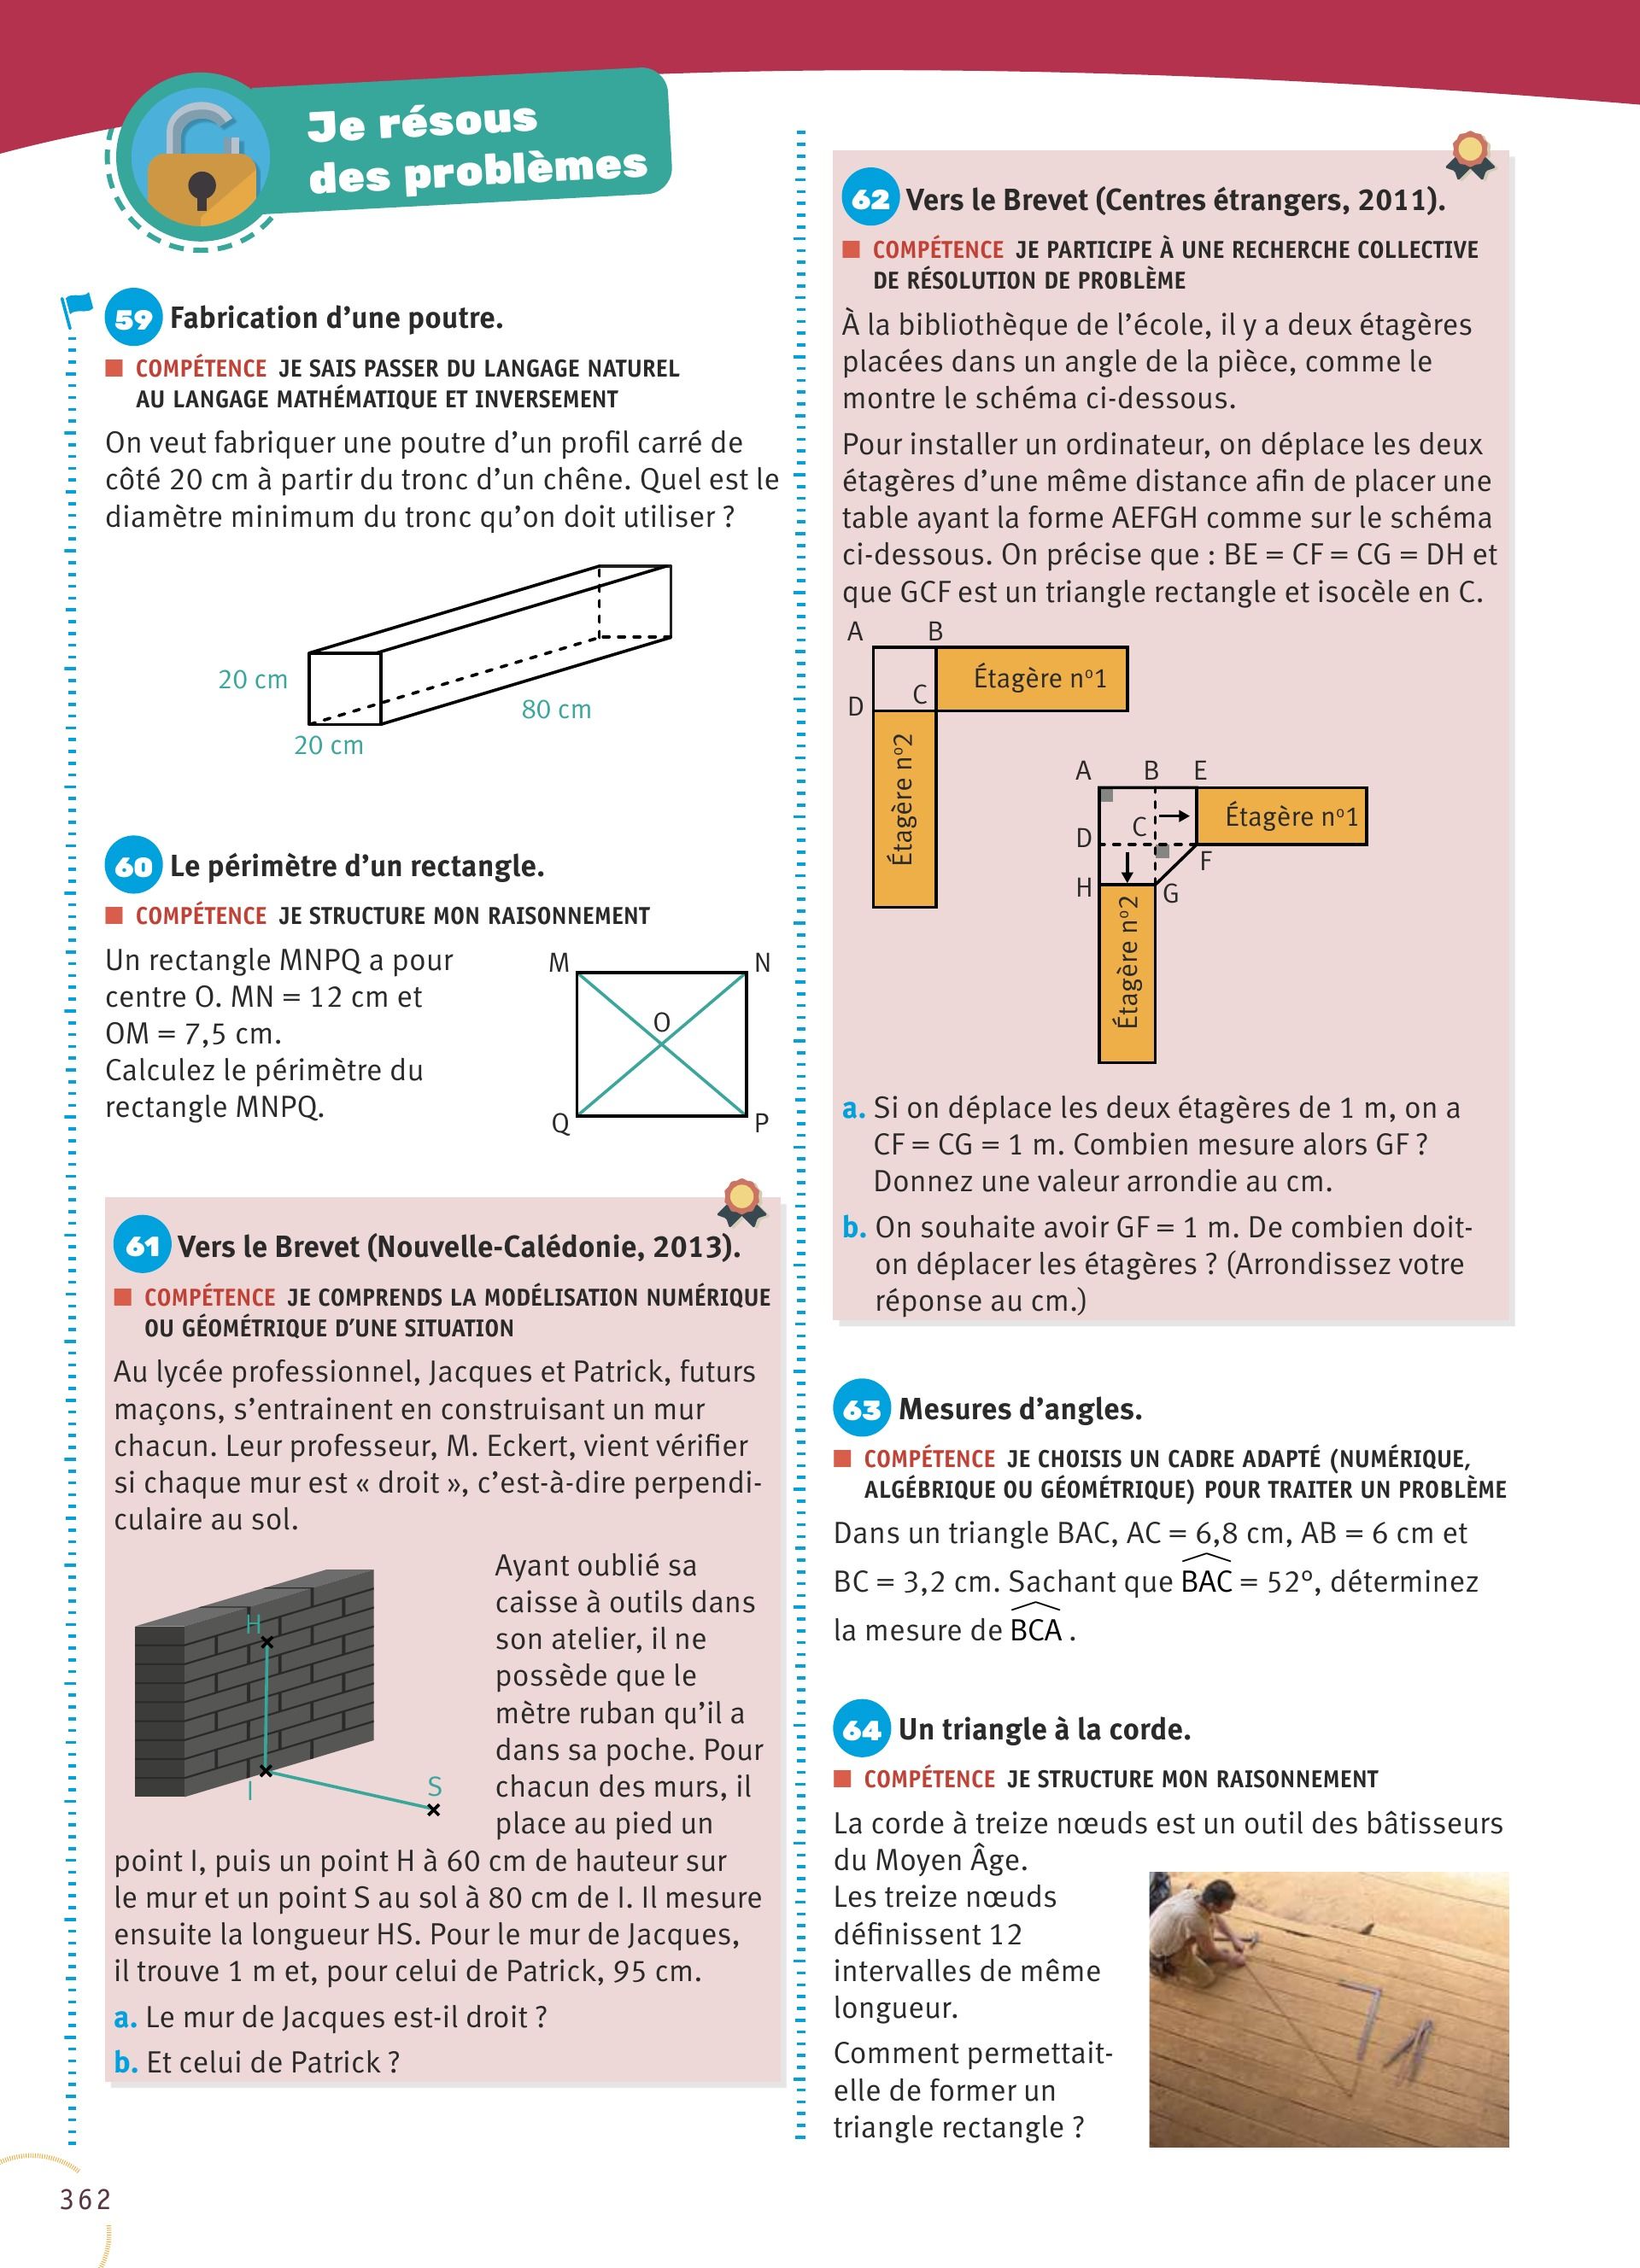 Je résous
des problèmes
59 Fabrication d’une poutre.
COMPÉTENCE JE SAIS PASSER DU LANGAGE NATUREL
AU LANGAGE MATHÉMATIQUE ET INVERSEMENT
On veut fabriquer une poutre d’un profil carré de
côté 20 cm à partir du tronc d’un chêne. Quel est le
diamètre minimum du tronc qu’on doit utiliser ?
20 cm
80 cm
20 cm
60 Le périmètre d’un rectangle.
COMPÉTENCE JE STRUCTURE MON RAISONNEMENT
Un rectangle MNPQ a pour
centre O. MN = 12 cm et
OM = 7,5 cm.
Calculez le périmètre du
rectangle MNPQ.
M N
O
Q P
61 Vers le Brevet (Nouvelle-Calédonie, 2013).
COMPÉTENCE JE COMPRENDS LA MODÉLISATION NUMÉRIQUE
OU GÉOMÉTRIQUE D’UNE SITUATION
Au lycée professionnel, Jacques et Patrick, futurs
maçons, s’entrainent en construisant un mur
chacun. Leur professeur, M. Eckert, vient vérifier
si chaque mur est « droit », c’est-à-dire perpendi-
culaire au sol.
H
I
S
Ayant oublié sa
caisse à outils dans
son atelier, il ne
possède que le
mètre ruban qu’il a
dans sa poche. Pour
chacun des murs, il
place au pied un
point I, puis un point H à 60 cm de hauteur sur
le mur et un point S au sol à 80 cm de I. Il mesure
ensuite la longueur HS. Pour le mur de Jacques,
il trouve 1 m et, pour celui de Patrick, 95 cm.
a. Le mur de Jacques est-il droit ?
b. Et celui de Patrick ?
362
62 Vers le Brevet (Centres étrangers, 2011).
COMPÉTENCE JE PARTICIPE À UNE RECHERCHE COLLECTIVE
DE RÉSOLUTION DE PROBLÈME
À la bibliothèque de l’école, il y a deux étagères
placées dans un angle de la pièce, comme le
montre le schéma ci-dessous.
Pour installer un ordinateur, on déplace les deux
étagères d’une même distance afin de placer une
table ayant la forme AEFGH comme sur le schéma
ci-dessous. On précise que : BE = CF = CG = DH et
que GCF est un triangle rectangle et isocèle en C.
A B
Étagère nº1
D C
Étagère nº2
A B E
Étagère nº1
D C
F
H G
Étagère nº2
a. Si on déplace les deux étagères de 1 m, on a
CF = CG = 1 m. Combien mesure alors GF ?
Donnez une valeur arrondie au cm.
b. On souhaite avoir GF = 1 m. De combien doit-
on déplacer les étagères ? (Arrondissez votre
réponse au cm.)
63 Mesures d’angles.
COMPÉTENCE JE CHOISIS UN CADRE ADAPTÉ (NUMÉRIQUE,
ALGÉBRIQUE OU GÉOMÉTRIQUE) POUR TRAITER UN PROBLÈME
Dans un triangle BAC, AC = 6,8 cm, AB = 6 cm et
BC = 3,2 cm. Sachant que BAC = 52º, déterminez
la mesure de BCA .
64 Un triangle à la corde.
COMPÉTENCE JE STRUCTURE MON RAISONNEMENT
La corde à treize nœuds est un outil des bâtisseurs
du Moyen Âge.
Les treize nœuds
définissent 12
intervalles de même
longueur.
Comment permettait-
elle de former un
triangle rectangle ?